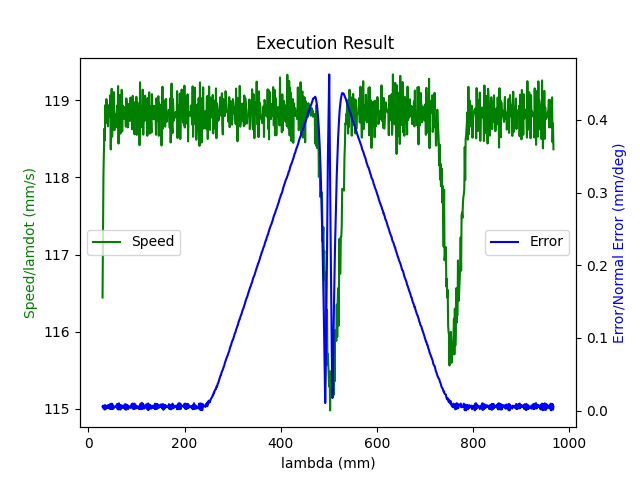 Execution Result
Speed/lamdot (mm/s)
119
118
117
116
115
Speed
Error
0.4
0.3
0.2
0.1
0.0
Error/Normal Error (mm/deg)
0
200
400
600
800
1000
lambda (mm)